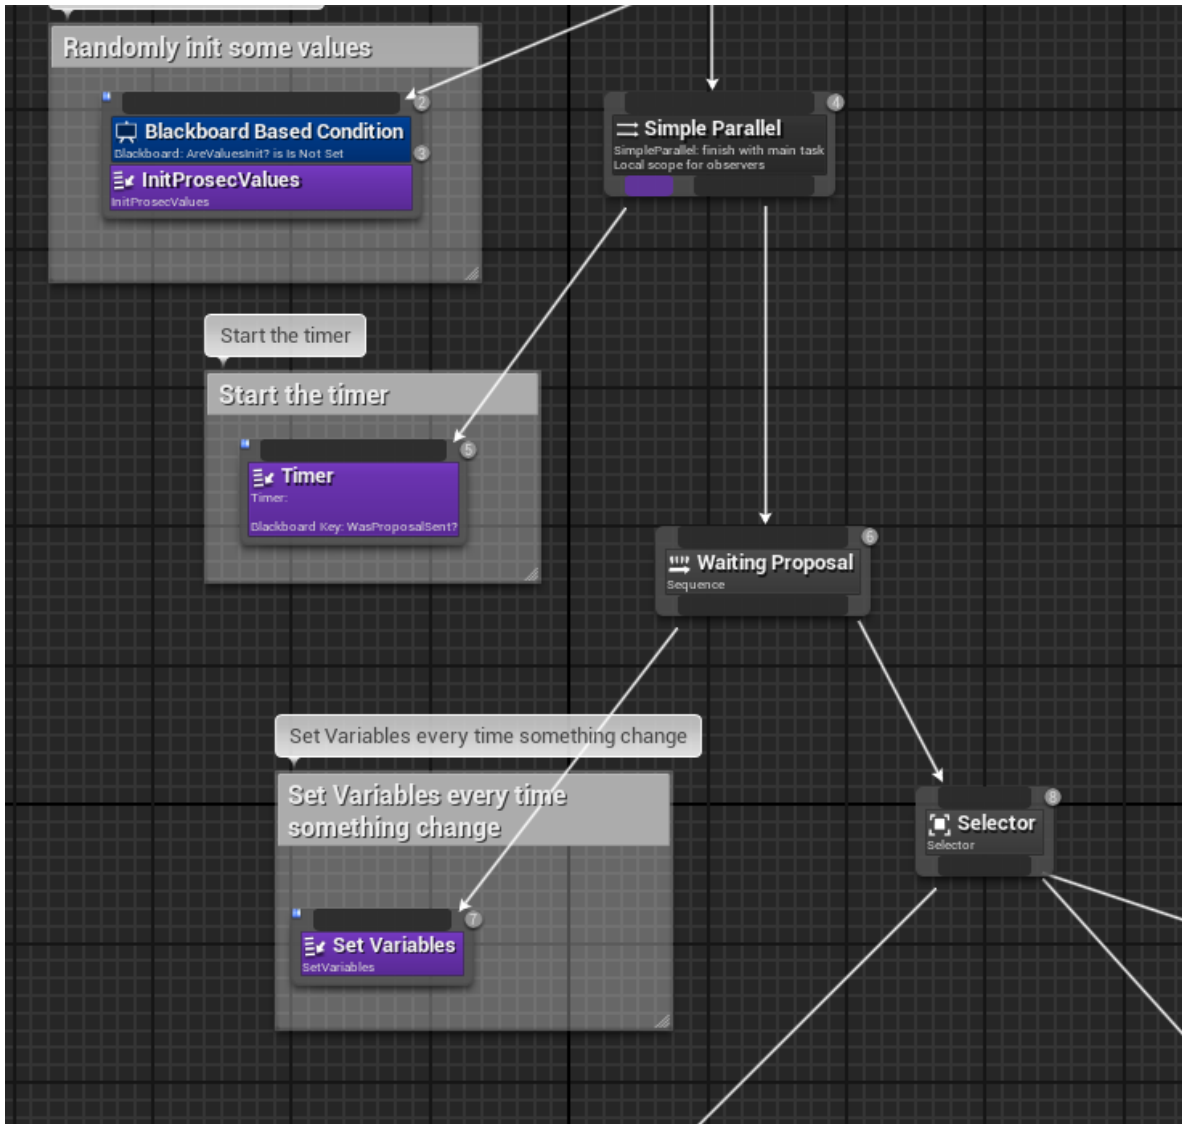 Randomly init some values
2
Blackboard Based Condition
Blackboard: AreValuesInit? is Is Not Set
3
InitProsecValues
InitProsecValues
4
Simple Parallel
SimpleParallel: finish with main task
Local scope for observers
Start the timer
Start the timer
5
Timer
Timer:
Blackboard Key: WasProposalSent?
6
Waiting Proposal
Sequence
Set Variables every time something change
Set Variables every time
something change
7
Set Variables
SetVariables
8
Selector
Selector